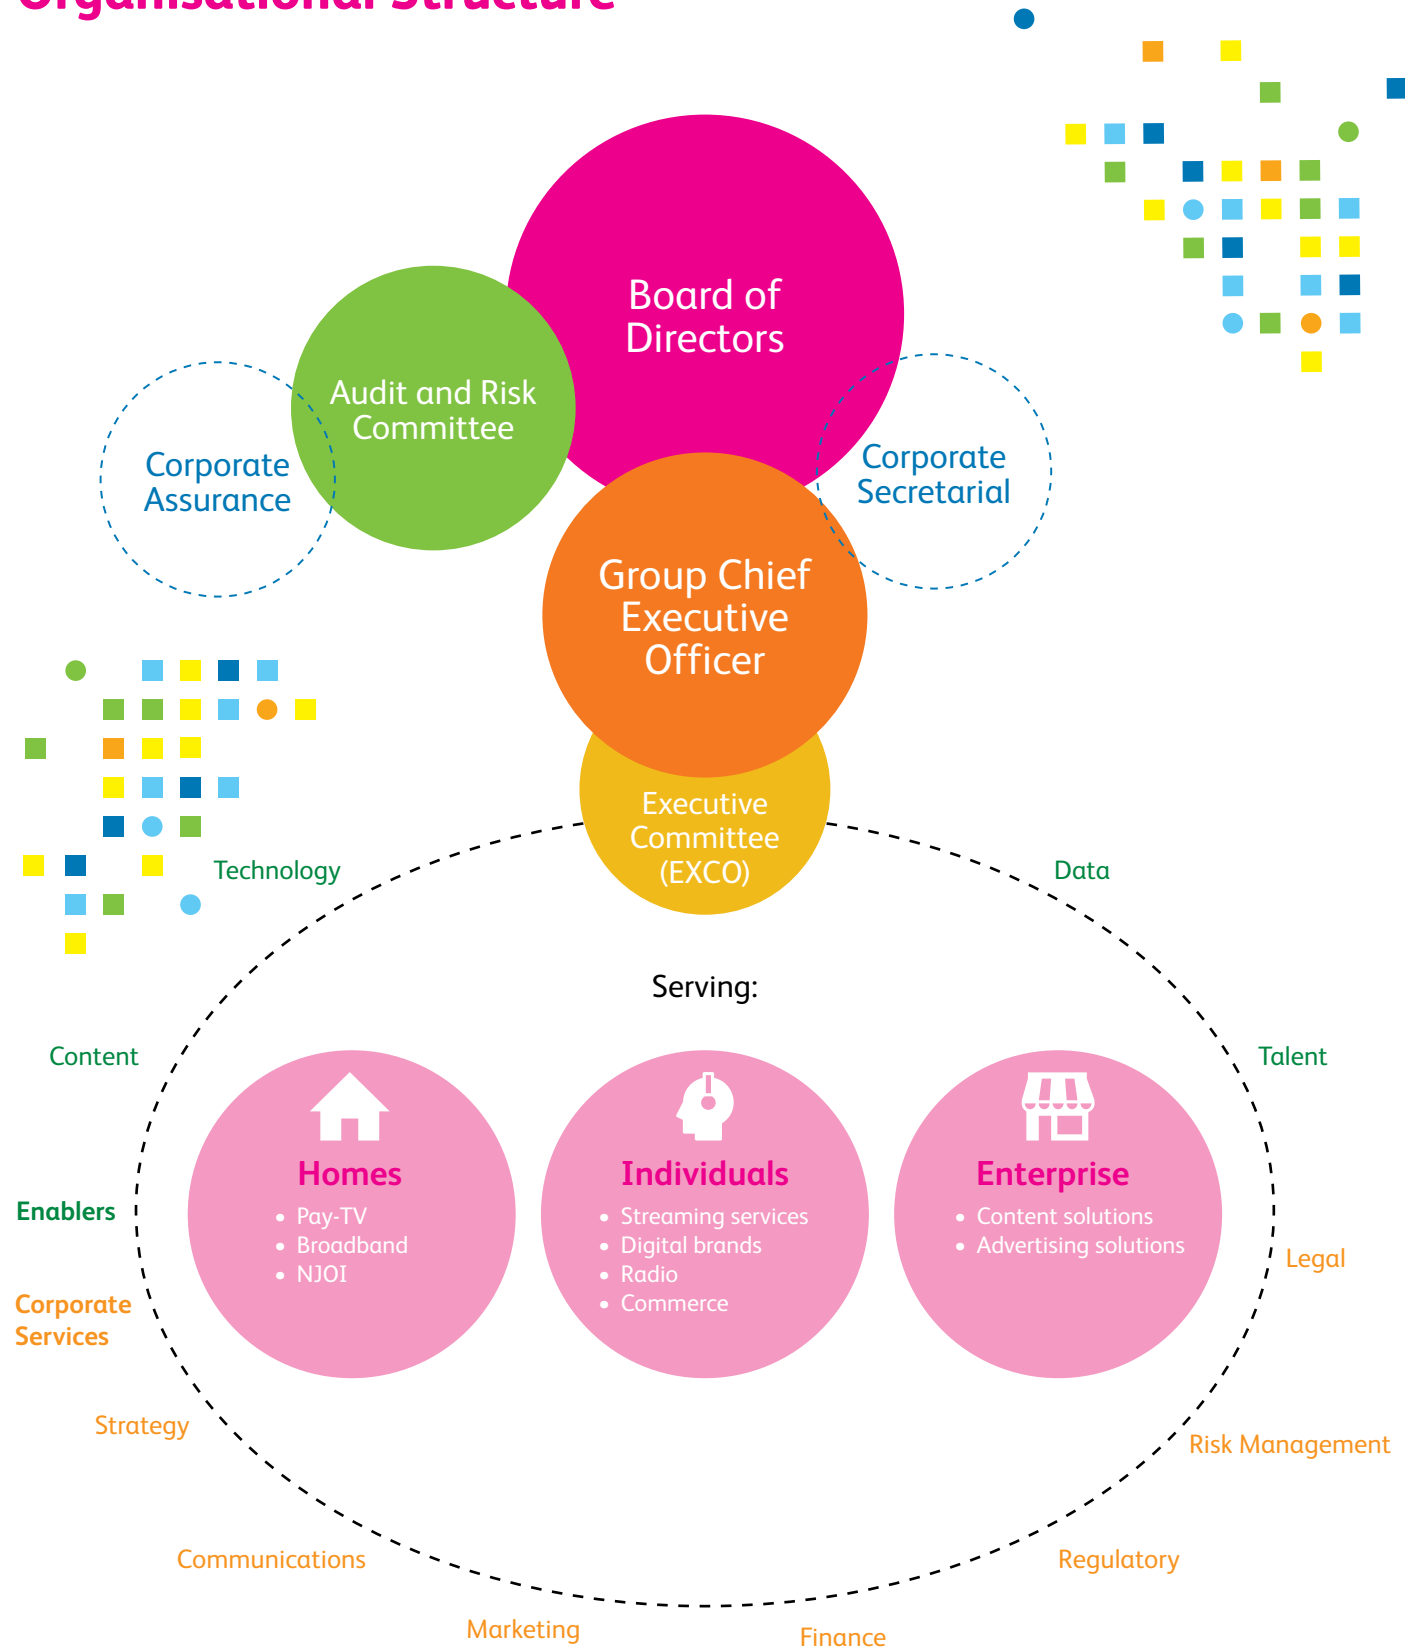 Organisational Structure
Board of
Directors
Audit and Risk
Committee
Corporate
Assurance
Corporate
Secretarial
Group Chief
Executive
Officer
Executive
Committee
(EXCO)
Technology
Data
Serving:
Content
Talent
Homes
• Pay-TV
• Broadband
• NJOI
Individuals
• Streaming services
• Digital brands
• Radio
• Commerce
Enterprise
• Content solutions
• Advertising solutions
Enablers
Legal
Corporate
Services
Strategy
Risk Management
Communications
Regulatory
Marketing
Finance